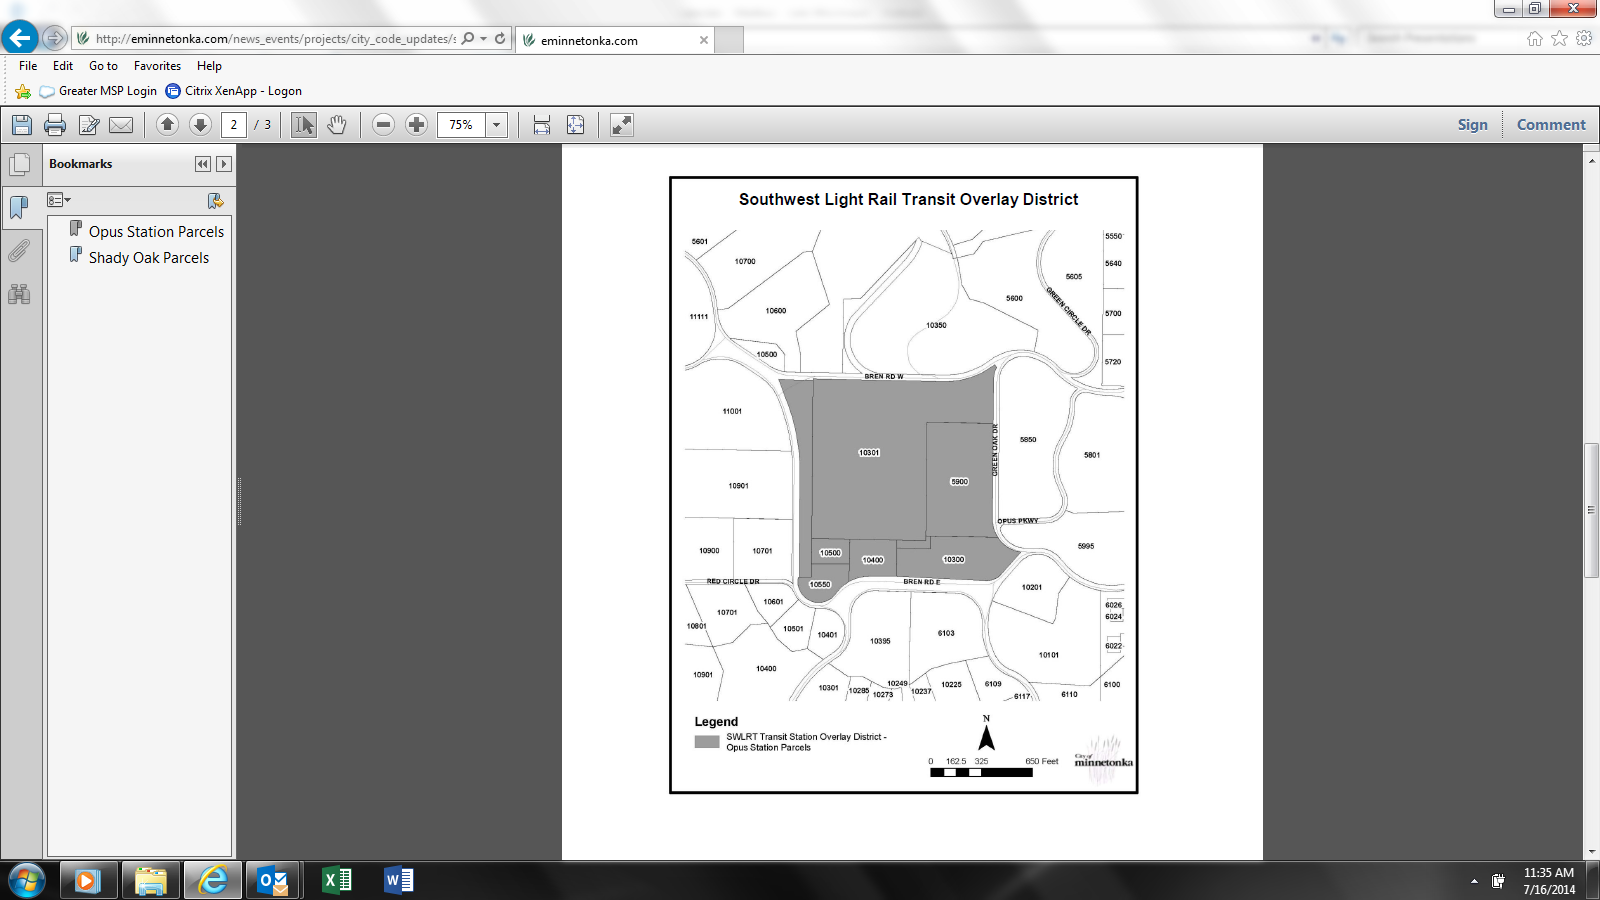 http://eminnetonka.com/news_events/projects/city_code_updates/s
eminnetonka.com
File Edit Go to Favorites Help
Greater MSP Login Citrix XenApp - Logon
2 / 3 75% Sign Comment
Bookmarks
Opus Station Parcels
Shady Oak Parcels
Southwest Light Rail Transit Overlay District
5601
5550
10700
5640
5605
5600
10600
GREEN CIRCLE DR
11111
5700
10350
10500
5720
BREN RD W
11001
GREEN OAK DR
5850
10301
5801
5900
10901
OPUS PKWY
10900
10701
10500
10400
10300
5995
RED CIRCLE DR
10550
BREN RD E
10201
10601
6026
10701
6024
10801
10501
10401
10395
6103
6022
10101
10400
10901
10301
10285
10273
10249
10237
10225
6109
6117
6110
6100
Legend
SWLRT Transit Station Overlay District -
Opus Station Parcels
N
0 162.5 325 650 Feet
City of
minnetonka
11:35 AM
7/16/2014